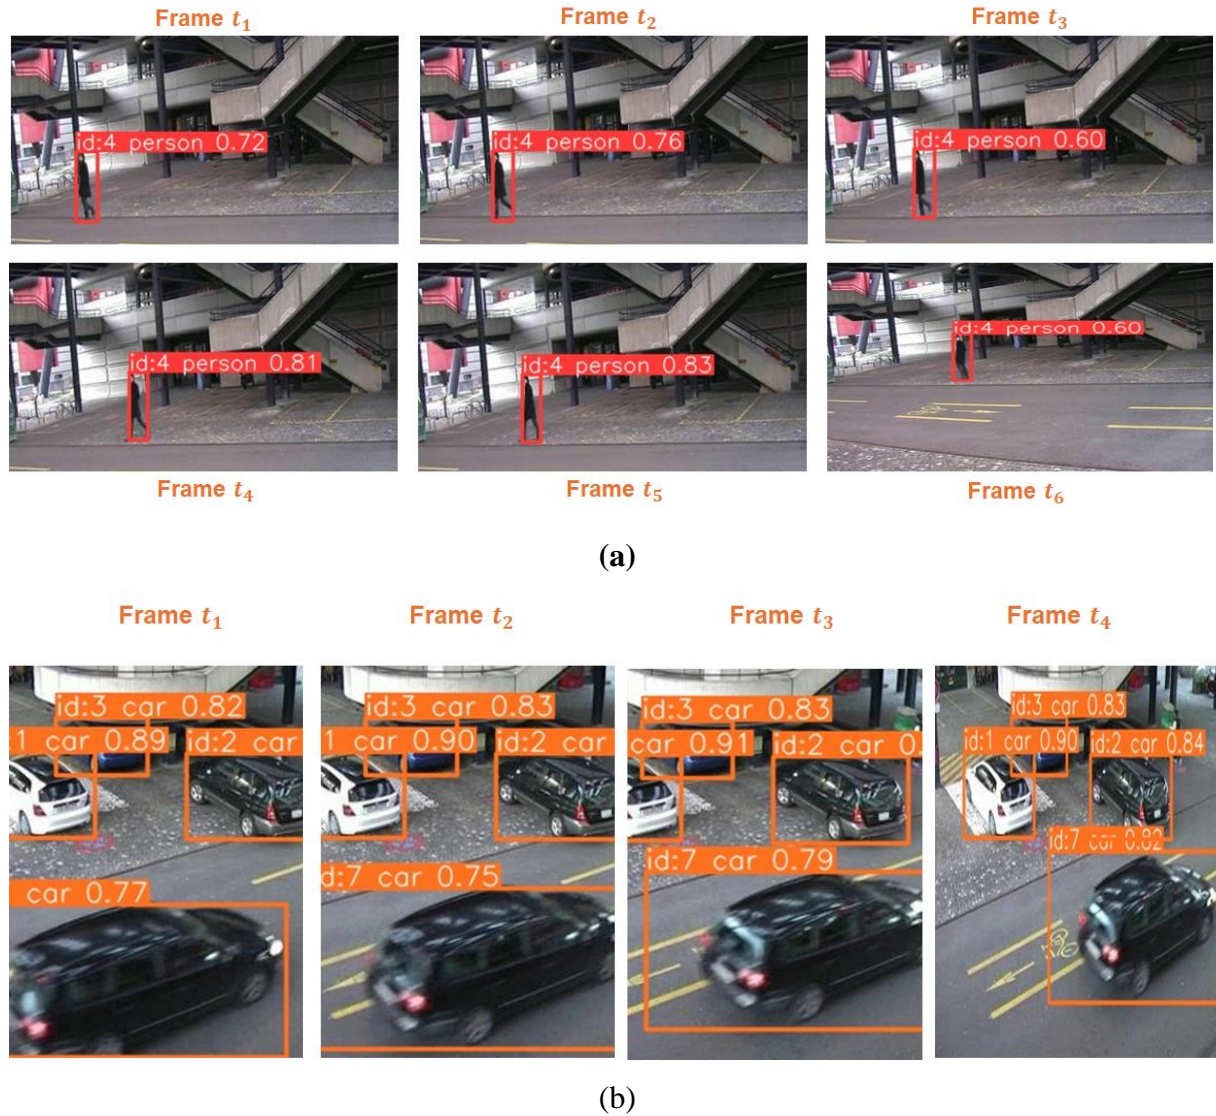 Frame t₁ Frame t₂ Frame t₃
id:4 person 0.72 id:4 person 0.76 id:4 person 0.60
id:4 person 0.81 id:4 person 0.83 id:4 person 0.60
Frame t₄ Frame t₅ Frame t₆
(a)
Frame t₁ Frame t₂ Frame t₃ Frame t₄
id:3 car 0.82 id:3 car 0.83 id:3 car 0.83 id:3 car 0.83
:1 car 0.89 id:2 car 1 car 0.90 id:2 car car 0.91 id:2 car 0. id:1 car 0.90 id:2 car 0.84
car 0.77 d:7 car 0.75 id:7 car 0.79 id:7 car 0.82
(b)